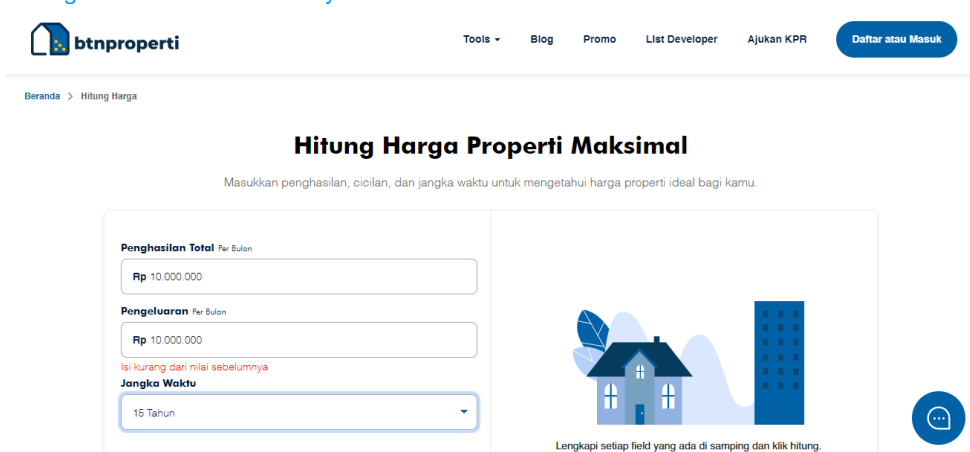 btnproperti
Tools Blog Promo List Developer Ajukan KPR Daftar atau Masuk
Beranda > Hitung Harga
Hitung Harga Properti Maksimal
Masukkan penghasilan, cicilan, dan jangka waktu untuk mengetahui harga properti ideal bagi kamu.
Penghasilan Total Per Bulan
Rp 10.000.000
Pengeluaran Per Bulan
Rp 10.000.000
Isi kurang dari nilai sebelumnya
Jangka Waktu
15 Tahun
Lengkapi setiap field yang ada di samping dan klik hitung.